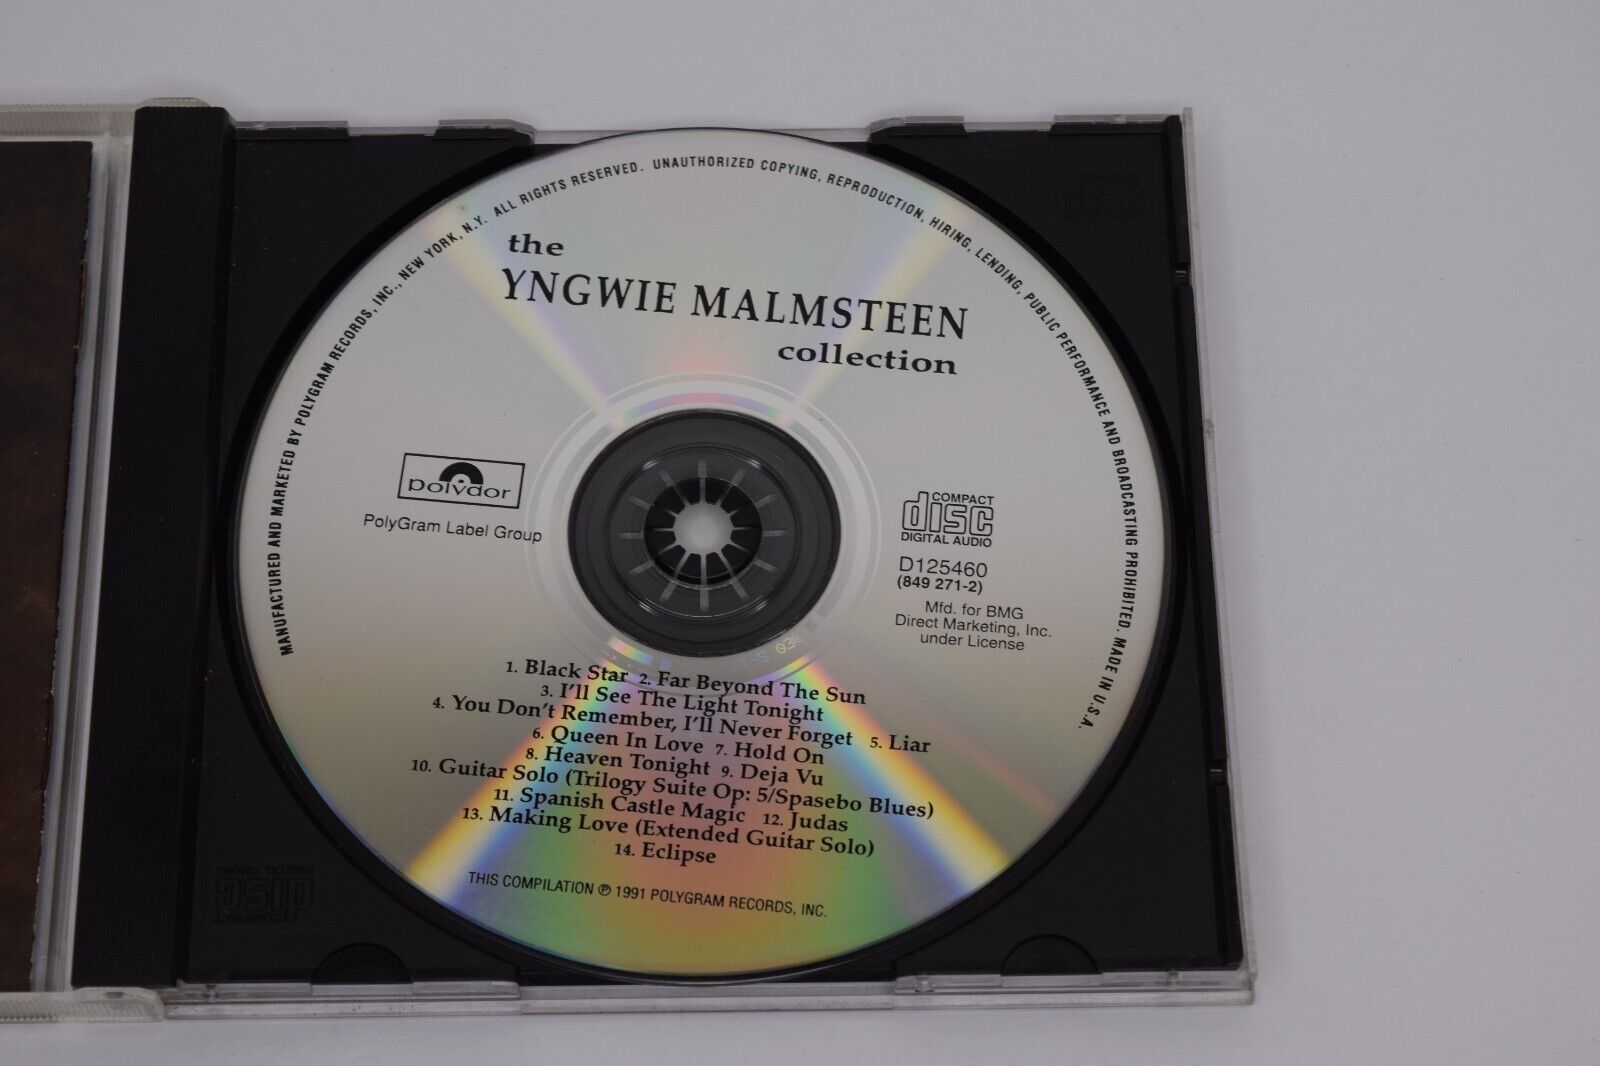 MANUFACTURED AND MARKETED BY POLYGRAM RECORDS, INC., NEW YORK, N.Y. ALL RIGHTS RESERVED. UNAUTHORIZED COPYING, REPRODUCTION, HIRING, LENDING, PUBLIC PERFORMANCE AND BROADCASTING PROHIBITED. MADE IN U.S.A.
the
YNGWIE MALMSTEEN
collection
polydor
PolyGram Label Group
COMPACT
disc
DIGITAL AUDIO
D125460
(849 271-2)
Mfd. for BMG
Direct Marketing, Inc.
under License
1. Black Star 2. Far Beyond The Sun
3. I'll See The Light Tonight
4. You Don't Remember, I'll Never Forget 5. Liar
6. Queen In Love 7. Hold On
8. Heaven Tonight 9. Deja Vu
10. Guitar Solo (Trilogy Suite Op: 5/Spasebo Blues)
11. Spanish Castle Magic 12. Judas
13. Making Love (Extended Guitar Solo)
14. Eclipse
THIS COMPILATION ℗ 1991 POLYGRAM RECORDS, INC.
COMPACT
disc
DIGITAL AUDIO